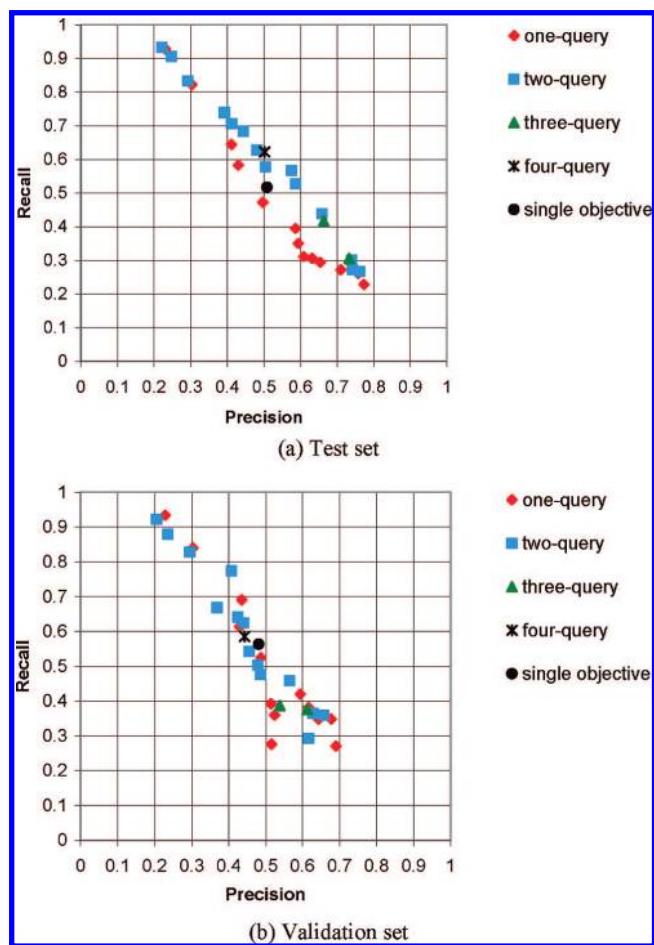 1
0.9
0.8
0.7
0.6
0.5
0.4
0.3
0.2
0.1
0
Recall
0 0.1 0.2 0.3 0.4 0.5 0.6 0.7 0.8 0.9 1
Precision
one-query
two-query
three-query
four-query
single objective
(a) Test set
1
0.9
0.8
0.7
0.6
0.5
0.4
0.3
0.2
0.1
0
Recall
0 0.1 0.2 0.3 0.4 0.5 0.6 0.7 0.8 0.9 1
Precision
one-query
two-query
three-query
four-query
single objective
(b) Validation set